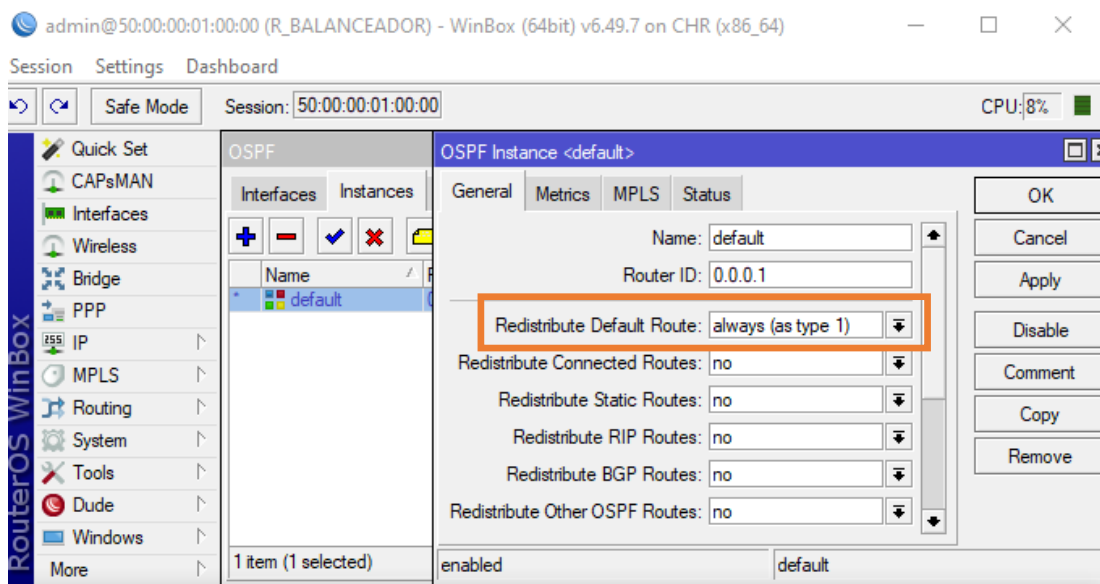 admin@50:00:00:01:00:00 (R_BALANCEADOR) - WinBox (64bit) v6.49.7 on CHR (x86_64)
Session Settings Dashboard
Safe Mode Session: 50:00:00:01:00:00 CPU: 8%
RouterOS WinBox
Quick Set
CAPsMAN
Interfaces
Wireless
Bridge
PPP
IP
MPLS
Routing
System
Tools
Dude
Windows
More
OSPF
Interfaces Instances
Name
* default
1 item (1 selected)
OSPF Instance <default>
General Metrics MPLS Status
Name: default
Router ID: 0.0.0.1
Redistribute Default Route: always (as type 1)
Redistribute Connected Routes: no
Redistribute Static Routes: no
Redistribute RIP Routes: no
Redistribute BGP Routes: no
Redistribute Other OSPF Routes: no
enabled default
OK
Cancel
Apply
Disable
Comment
Copy
Remove